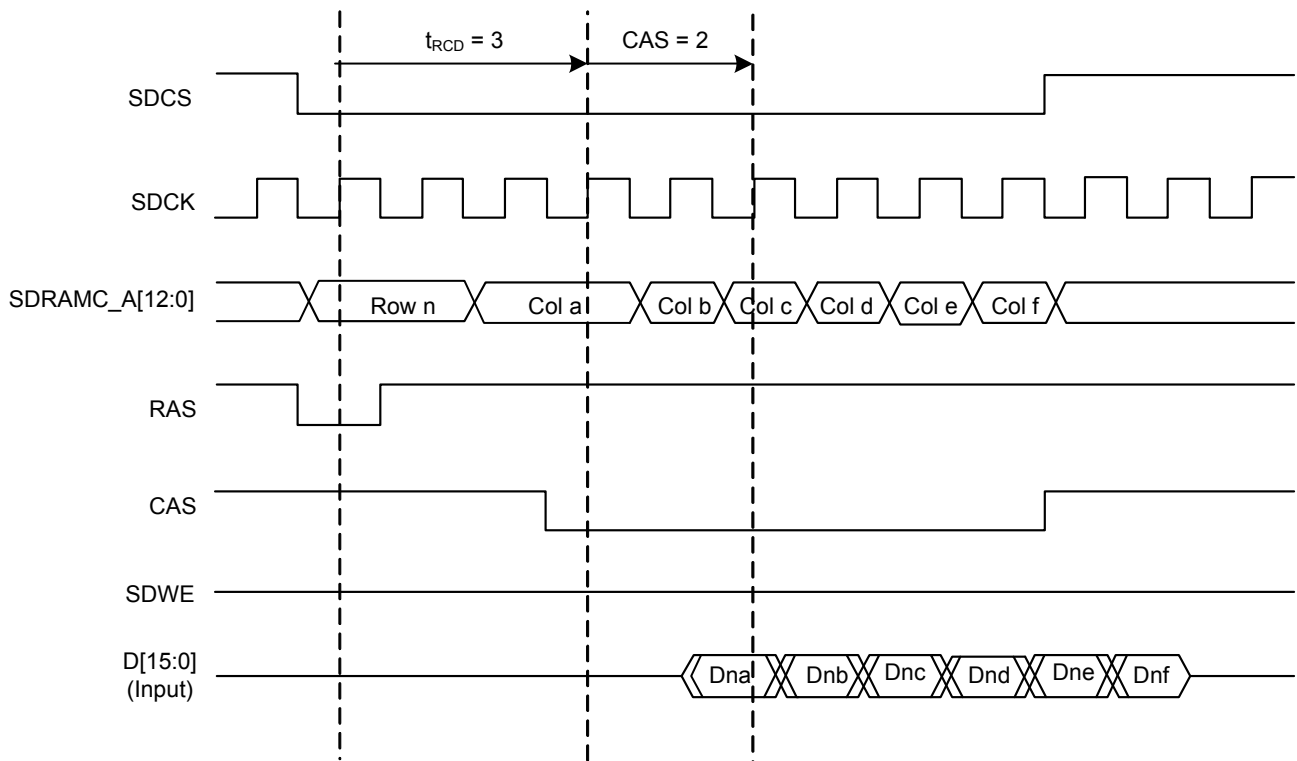 tRCD = 3 CAS = 2
SDCS
SDCK
SDRAMC_A[12:0] Row n Col a Col b Col c Col d Col e Col f
RAS
CAS
SDWE
D[15:0]
(Input) Dna Dnb Dnc Dnd Dne Dnf